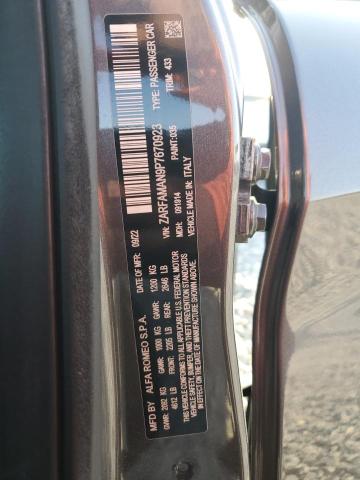 MFD BY ALFA ROMEO S.P.A. DATE OF MFR: 09/22
GVWR: 2092 KG GAWR: 1000 KG GAWR: 1200 KG
4612 LB FRONT: 2205 LB REAR: 2646 LB
THIS VEHICLE CONFORMS TO ALL APPLICABLE U.S. FEDERAL MOTOR
VEHICLE SAFETY, BUMPER, AND THEFT PREVENTION STANDARDS
IN EFFECT ON THE DATE OF MANUFACTURE SHOWN ABOVE.
VIN: ZARFAMAN9P7670923 TYPE: PASSENGER CAR
MDH: 091914 PAINT: 035 TRIM: 433
VEHICLE MADE IN: ITALY